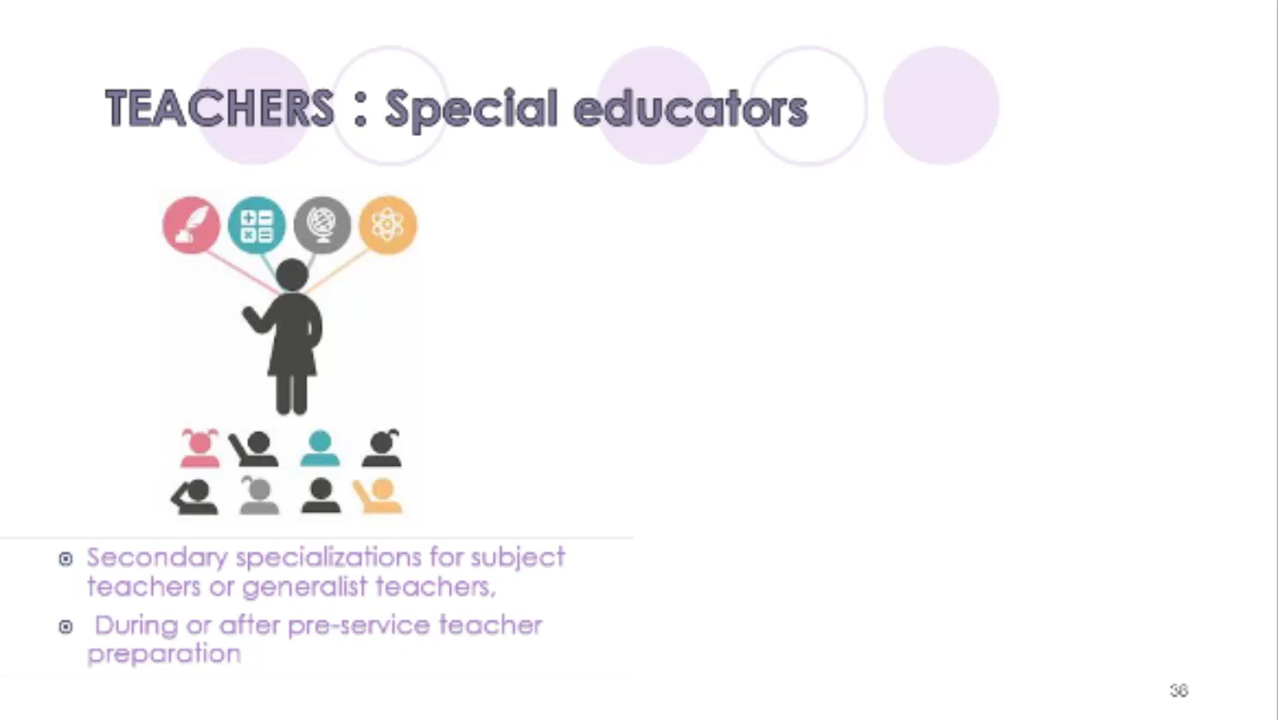 TEACHERS : Special educators
Secondary specializations for subject
teachers or generalist teachers,
During or after pre-service teacher
preparation
36